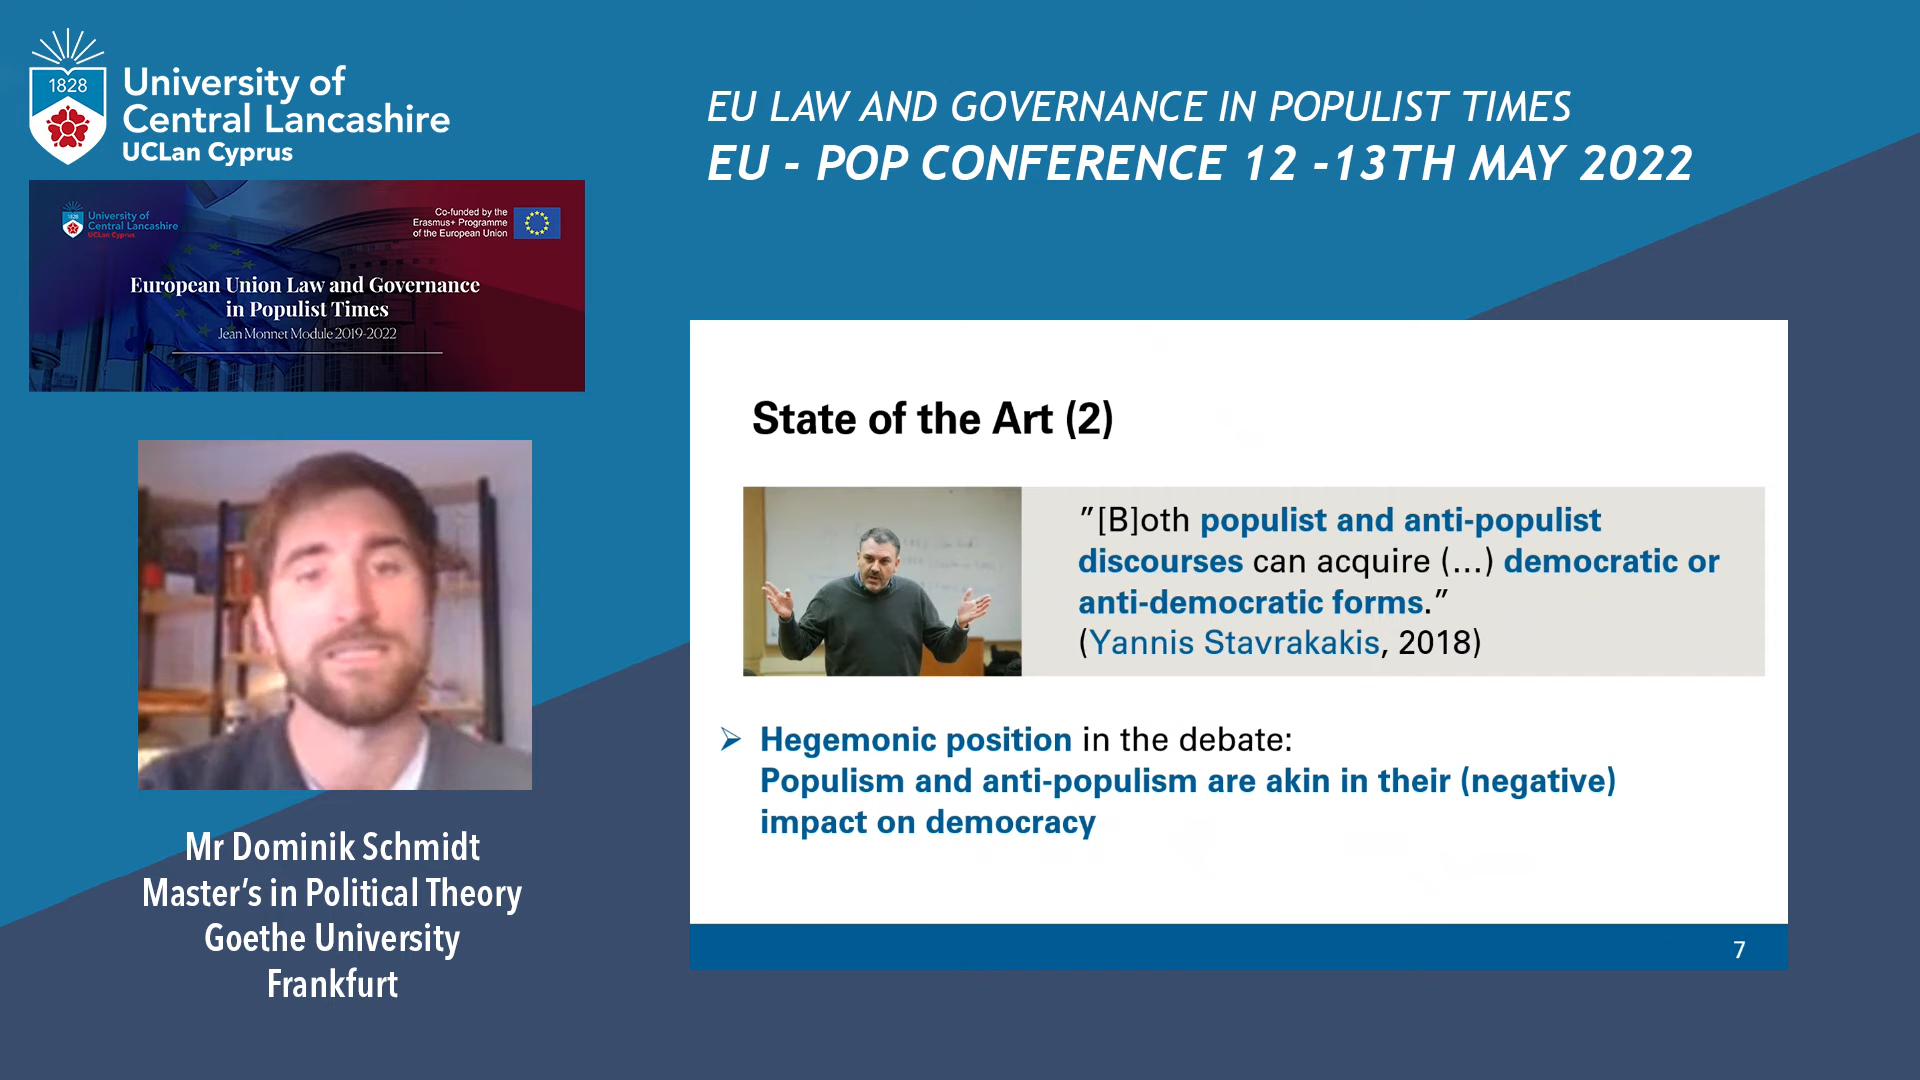 1828
University of
Central Lancashire
UCLan Cyprus
EU LAW AND GOVERNANCE IN POPULIST TIMES
EU - POP CONFERENCE 12 -13TH MAY 2022
1828
University of
Central Lancashire
UCLan Cyprus
Co-funded by the
Erasmus+ Programme
of the European Union
European Union Law and Governance
in Populist Times
Jean Monnet Module 2019-2022
State of the Art (2)
”[B]oth populist and anti-populist
discourses can acquire (...) democratic or
anti-democratic forms.”
(Yannis Stavrakakis, 2018)
➢ Hegemonic position in the debate:
Populism and anti-populism are akin in their (negative)
impact on democracy
7
Mr Dominik Schmidt
Master’s in Political Theory
Goethe University
Frankfurt